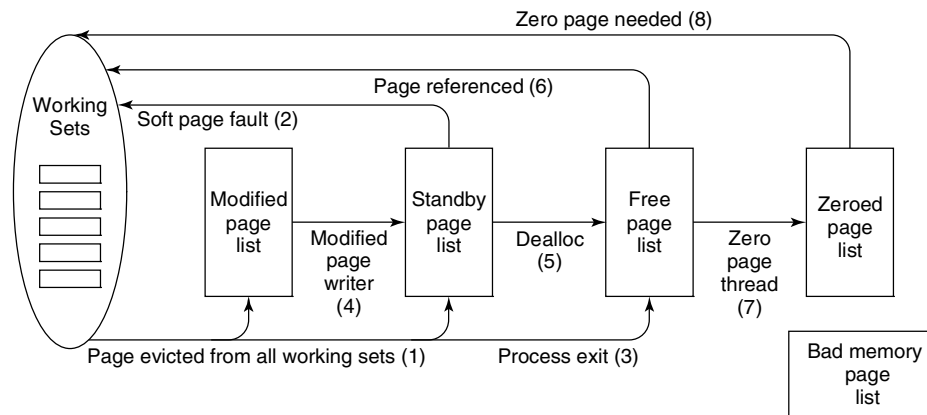 Zero page needed (8)
Page referenced (6)
Soft page fault (2)
Working
Sets
Modified
page
list
Standby
page
list
Free
page
list
Zeroed
page
list
Modified
page
writer
(4)
Dealloc
(5)
Zero
page
thread
(7)
Page evicted from all working sets (1)
Process exit (3)
Bad memory
page
list